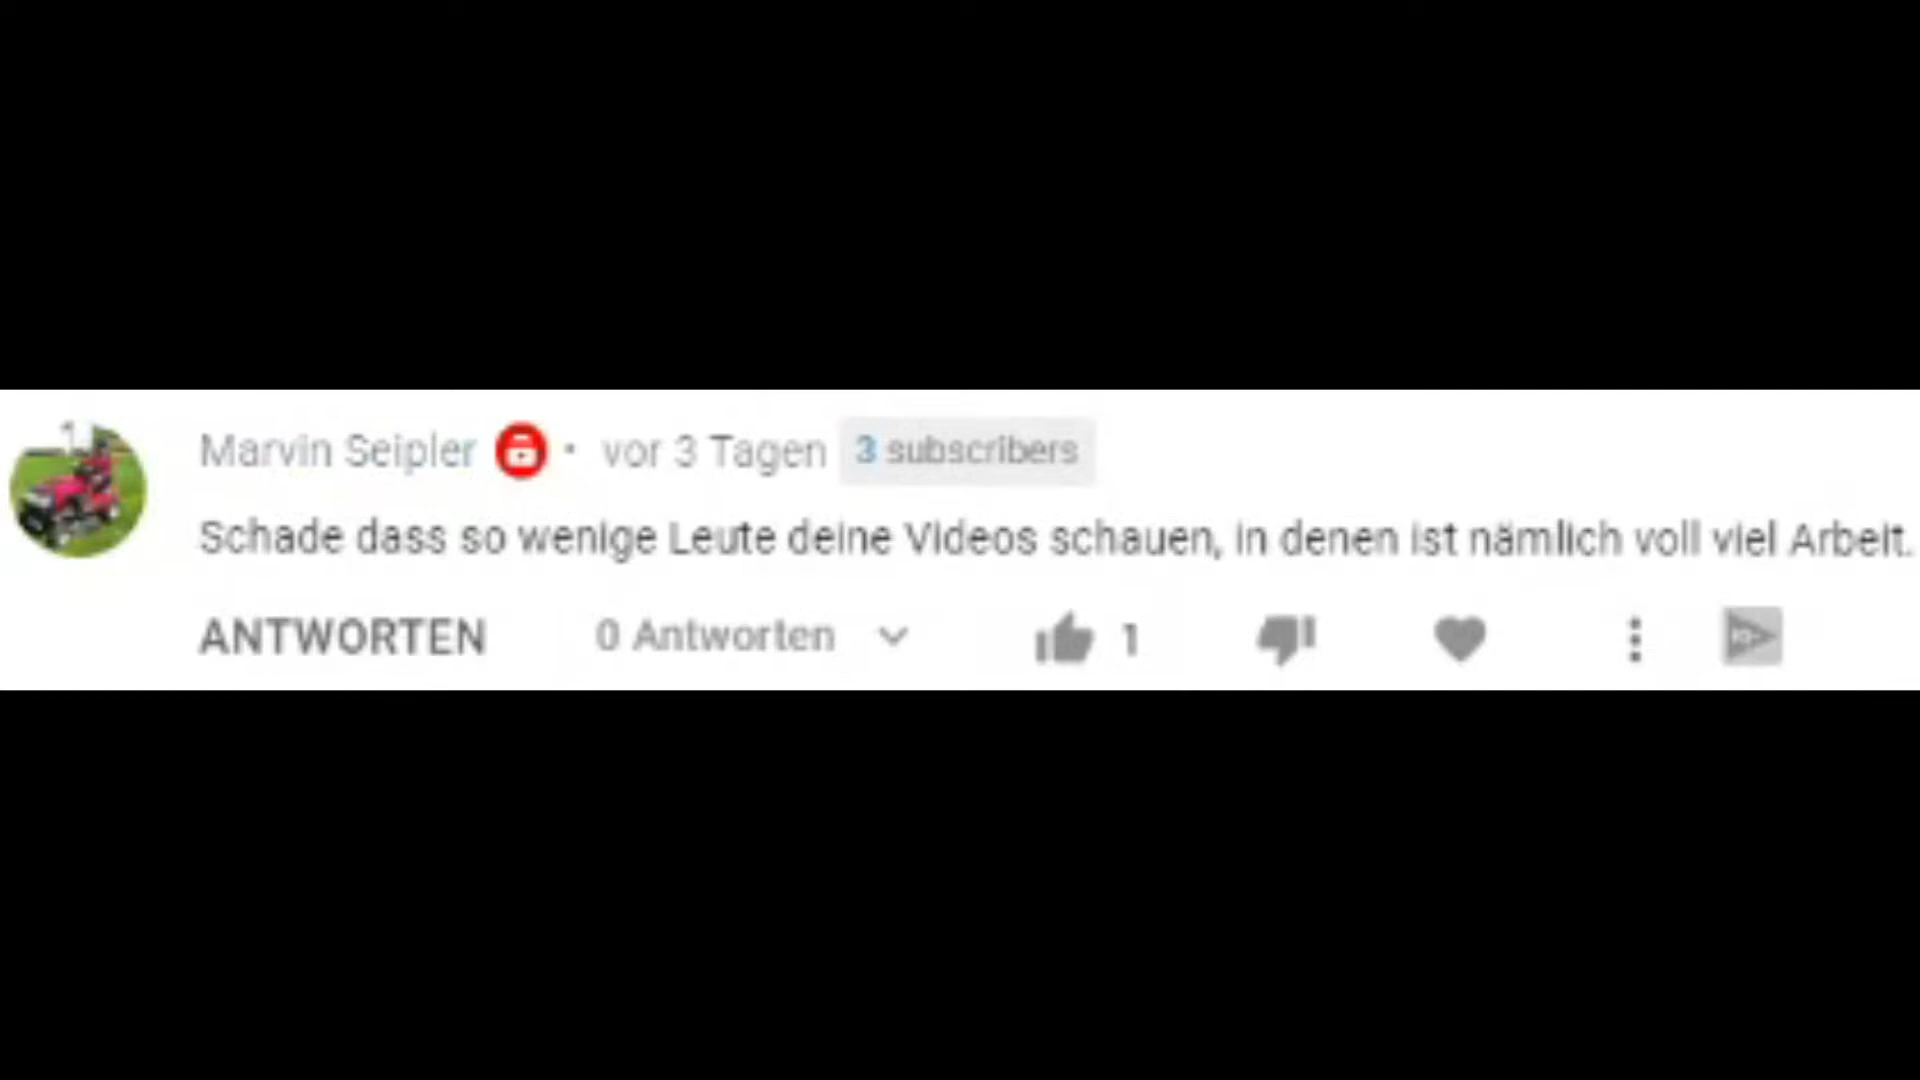 Marvin Seipler · vor 3 Tagen 3 subscribers
Schade dass so wenige Leute deine Videos schauen, in denen ist nämlich voll viel Arbeit.
ANTWORTEN 0 Antworten 1